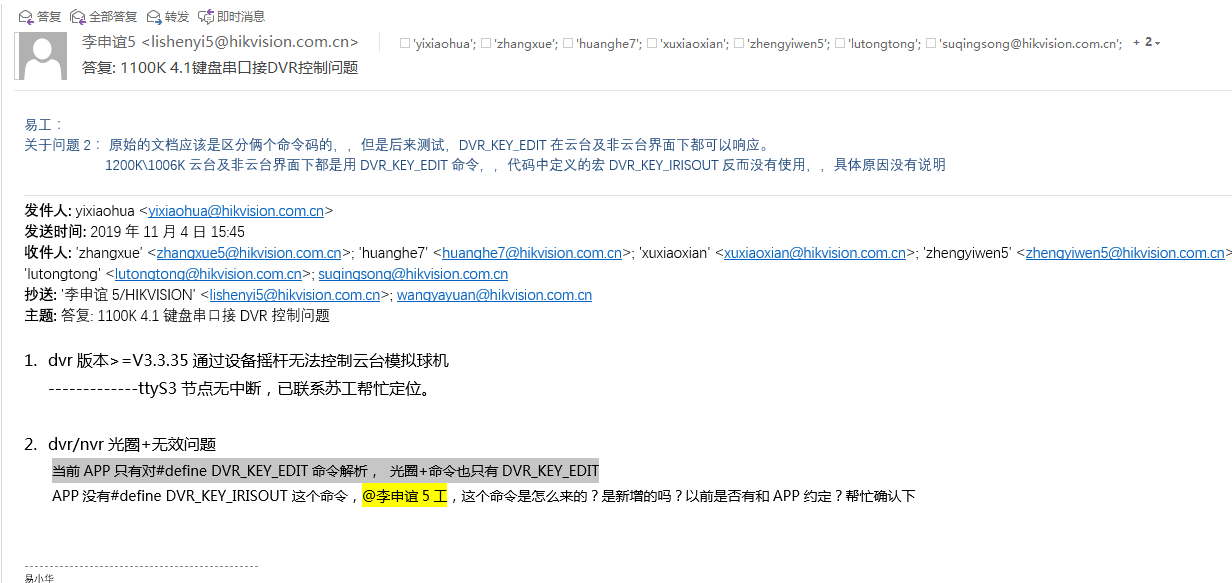 答复 全部答复 转发 即时消息
李申谊5 <lishenyi5@hikvision.com.cn> 'yixiaohua'; 'zhangxue'; 'huanghe7'; 'xuxiaoxian'; 'zhengyiwen5'; 'lutongtong'; 'suqingsong@hikvision.com.cn'; + 2
答复: 1100K 4.1键盘串口接DVR控制问题
易工：
关于问题 2： 原始的文档应该是区分俩个命令码的，，但是后来测试，DVR_KEY_EDIT 在云台及非云台界面下都可以响应。
1200K\1006K 云台及非云台界面下都是用 DVR_KEY_EDIT 命令，，代码中定义的宏 DVR_KEY_IRISOUT 反而没有使用，，具体原因没有说明
发件人: yixiaohua <yixiaohua@hikvision.com.cn>
发送时间: 2019 年 11 月 4 日 15:45
收件人: 'zhangxue' <zhangxue5@hikvision.com.cn>; 'huanghe7' <huanghe7@hikvision.com.cn>; 'xuxiaoxian' <xuxiaoxian@hikvision.com.cn>; 'zhengyiwen5' <zhengyiwen5@hikvision.com.cn>
'lutongtong' <lutongtong@hikvision.com.cn>; suqingsong@hikvision.com.cn
抄送: '李申谊 5/HIKVISION' <lishenyi5@hikvision.com.cn>; wangyayuan@hikvision.com.cn
主题: 答复: 1100K 4.1 键盘串口接 DVR 控制问题
1. dvr 版本>=V3.3.35 通过设备摇杆无法控制云台模拟球机
-------------ttyS3 节点无中断，已联系苏工帮忙定位。
2. dvr/nvr 光圈+无效问题
当前 APP 只有对#define DVR_KEY_EDIT 命令解析， 光圈+命令也只有 DVR_KEY_EDIT
APP 没有#define DVR_KEY_IRISOUT 这个命令，@李申谊 5 工，这个命令是怎么来的？是新增的吗？以前是否有和 APP 约定？帮忙确认下
易小华